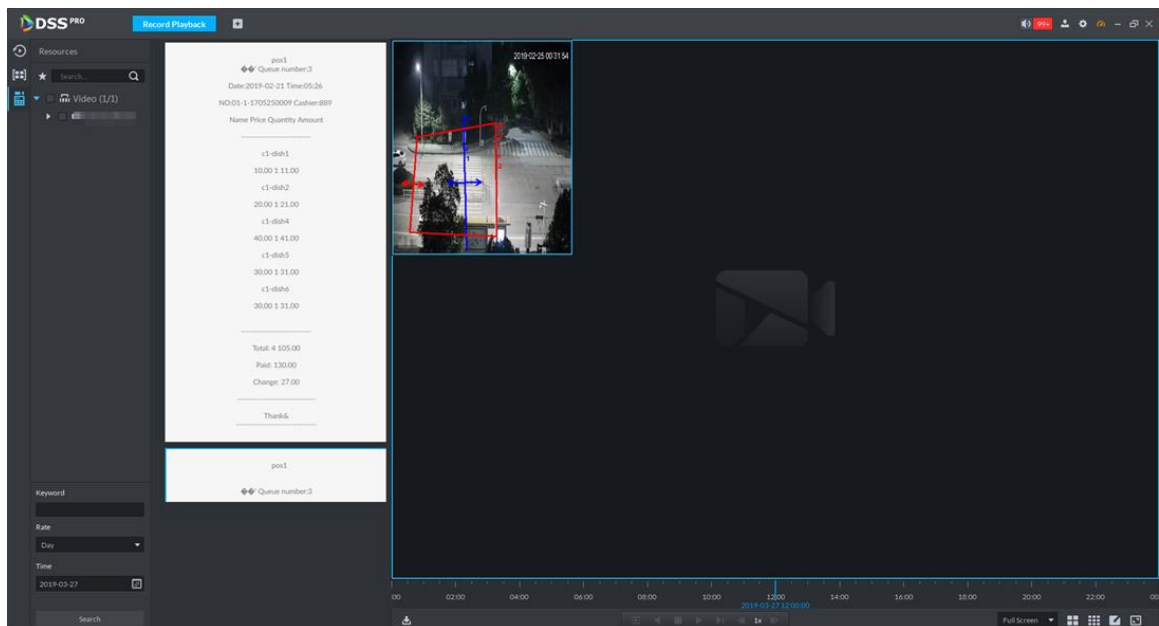 DSS PRO
Record Playback
99+
Resources
Search...
Video (1/1)
Keyword
Rate
Day
Time
2019-03-27
Search
pos1
��' Queue number:3
Date:2019-02-21 Time:05:26
NO:01-1-1705250009 Cashier:889
Name Price Quantity Amount
c1-dish1
10.00 1 11.00
c1-dish2
20.00 1 21.00
c1-dish4
40.00 1 41.00
c1-dish5
30.00 1 31.00
c1-dish6
30.00 1 31.00
Total: 4 105.00
Paid: 130.00
Change: 27.00
Thank&
pos1
��' Queue number:3
2019-02-25 00:31:54
1
2
00 02:00 04:00 06:00 08:00 10:00 12:00 14:00 16:00 18:00 20:00 22:00 00
2019-03-27 12:00:00
1x
Full Screen